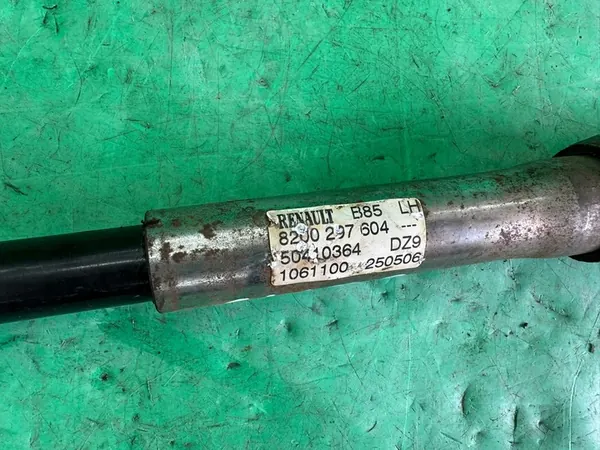 RENAULT B85 LH
8200 297 604 ---
50410364 DZ9
1061100 250506